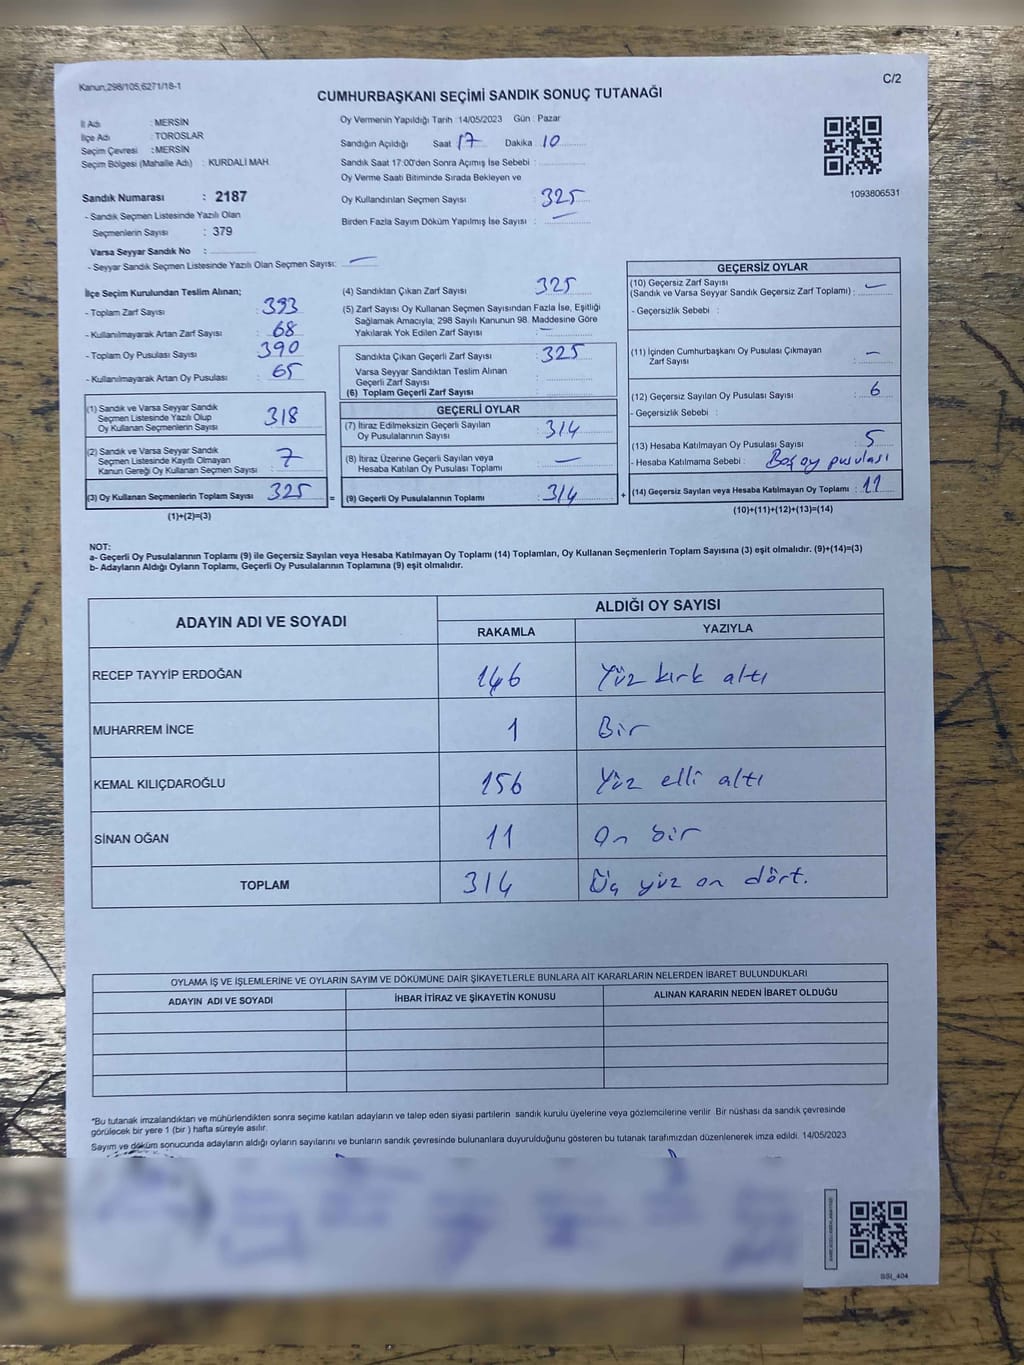 Kanun,298/105,6271/18-1
C/2
CUMHURBAŞKANI SEÇİMİ SANDIK SONUÇ TUTANAĞI
İl Adı : MERSİN
İlçe Adı : TOROSLAR
Seçim Çevresi : MERSİN
Seçim Bölgesi (Mahalle Adı) : KURDALİ MAH.
Sandık Numarası : 2187
- Sandık Seçmen Listesinde Yazılı Olan
Seçmenlerin Sayısı : 379
Varsa Seyyar Sandık No :
- Seyyar Sandık Seçmen Listesinde Yazılı Olan Seçmen Sayısı: —
Oy Vermenin Yapıldığı Tarih :14/05/2023 Gün : Pazar
Sandığın Açıldığı Saat 17 Dakika 10
Sandık Saat 17:00'den Sonra Açımış İse Sebebi :
Oy Verme Saati Bitiminde Sırada Bekleyen ve
Oy Kullandırılan Seçmen Sayısı 325
Birden Fazla Sayım Döküm Yapılmış İse Sayısı : —
1093806531
İlçe Seçim Kurulundan Teslim Alınan;
- Toplam Zarf Sayısı : 393
- Kullanılmayarak Artan Zarf Sayısı : 68
- Toplam Oy Pusulası Sayısı : 390
- Kullanılmayarak Artan Oy Pusulası : 65
(1) Sandık ve Varsa Seyyar Sandık
Seçmen Listesinde Yazılı Olup
Oy Kullanan Seçmenlerin Sayısı : 318
(2) Sandık ve Varsa Seyyar Sandık
Seçmen Listesinde Kayıtlı Olmayan
Kanun Gereği Oy Kullanan Seçmen Sayısı : 7
(3) Oy Kullanan Seçmenlerin Toplam Sayısı : 325 =
(1)+(2)=(3)
(4) Sandıktan Çıkan Zarf Sayısı : 325
(5) Zarf Sayısı Oy Kullanan Seçmen Sayısından Fazla İse, Eşitliği
Sağlamak Amacıyla; 298 Sayılı Kanunun 98. Maddesine Göre
Yakılarak Yok Edilen Zarf Sayısı : —
Sandıkta Çıkan Geçerli Zarf Sayısı : 325
Varsa Seyyar Sandıktan Teslim Alınan
Geçerli Zarf Sayısı :
(6) Toplam Geçerli Zarf Sayısı :
GEÇERLİ OYLAR
(7) İtiraz Edilmeksizin Geçerli Sayılan
Oy Pusulalarının Sayısı : 314
(8) İtiraz Üzerine Geçerli Sayılan veya
Hesaba Katılan Oy Pusulası Toplamı : —
(9) Geçerli Oy Pusulalarının Toplamı : 314 +
GEÇERSİZ OYLAR
(10) Geçersiz Zarf Sayısı
(Sandık ve Varsa Seyyar Sandık Geçersiz Zarf Toplamı) : —
- Geçersizlik Sebebi :
(11) İçinden Cumhurbaşkanı Oy Pusulası Çıkmayan
Zarf Sayısı : —
(12) Geçersiz Sayılan Oy Pusulası Sayısı : 6
- Geçersizlik Sebebi :
(13) Hesaba Katılmayan Oy Pusulası Sayısı : 5
- Hesaba Katılmama Sebebi : Boş oy pusulası
(14) Geçersiz Sayılan veya Hesaba Katılmayan Oy Toplamı : 11
(10)+(11)+(12)+(13)=(14)
NOT:
a- Geçerli Oy Pusulalarının Toplamı (9) ile Geçersiz Sayılan veya Hesaba Katılmayan Oy Toplamı (14) Toplamları, Oy Kullanan Seçmenlerin Toplam Sayısına (3) eşit olmalıdır. (9)+(14)=(3)
b- Adayların Aldığı Oyların Toplamı, Geçerli Oy Pusulalarının Toplamına (9) eşit olmalıdır.
ADAYIN ADI VE SOYADI ALDIĞI OY SAYISI
RAKAMLA YAZIYLA
RECEP TAYYİP ERDOĞAN 146 Yüz kırk altı
MUHARREM İNCE 1 Bir
KEMAL KILIÇDAROĞLU 156 Yüz elli altı
SİNAN OĞAN 11 On bir
TOPLAM 314 Üç yüz on dört.
OYLAMA İŞ VE İŞLEMLERİNE VE OYLARIN SAYIM VE DÖKÜMÜNE DAİR ŞİKAYETLERLE BUNLARA AİT KARARLARIN NELERDEN İBARET BULUNDUKLARI
ADAYIN ADI VE SOYADI İHBAR İTİRAZ VE ŞİKAYETİN KONUSU ALINAN KARARIN NEDEN İBARET OLDUĞU
*Bu tutanak imzalandıktan ve mühürlendikten sonra seçime katılan adayların ve talep eden siyasi partilerin sandık kurulu üyelerine veya gözlemcilerine verilir. Bir nüshası da sandık çevresinde
görülecek bir yere 1 (bir ) hafta süreyle asılır.
Sayım ve döküm sonucunda adayların aldığı oyların sayılarını ve bunların sandık çevresinde bulunanlara duyurulduğunu gösteren bu tutanak tarafımızdan düzenlenerek imza edildi. 14/05/2023
BSI_404